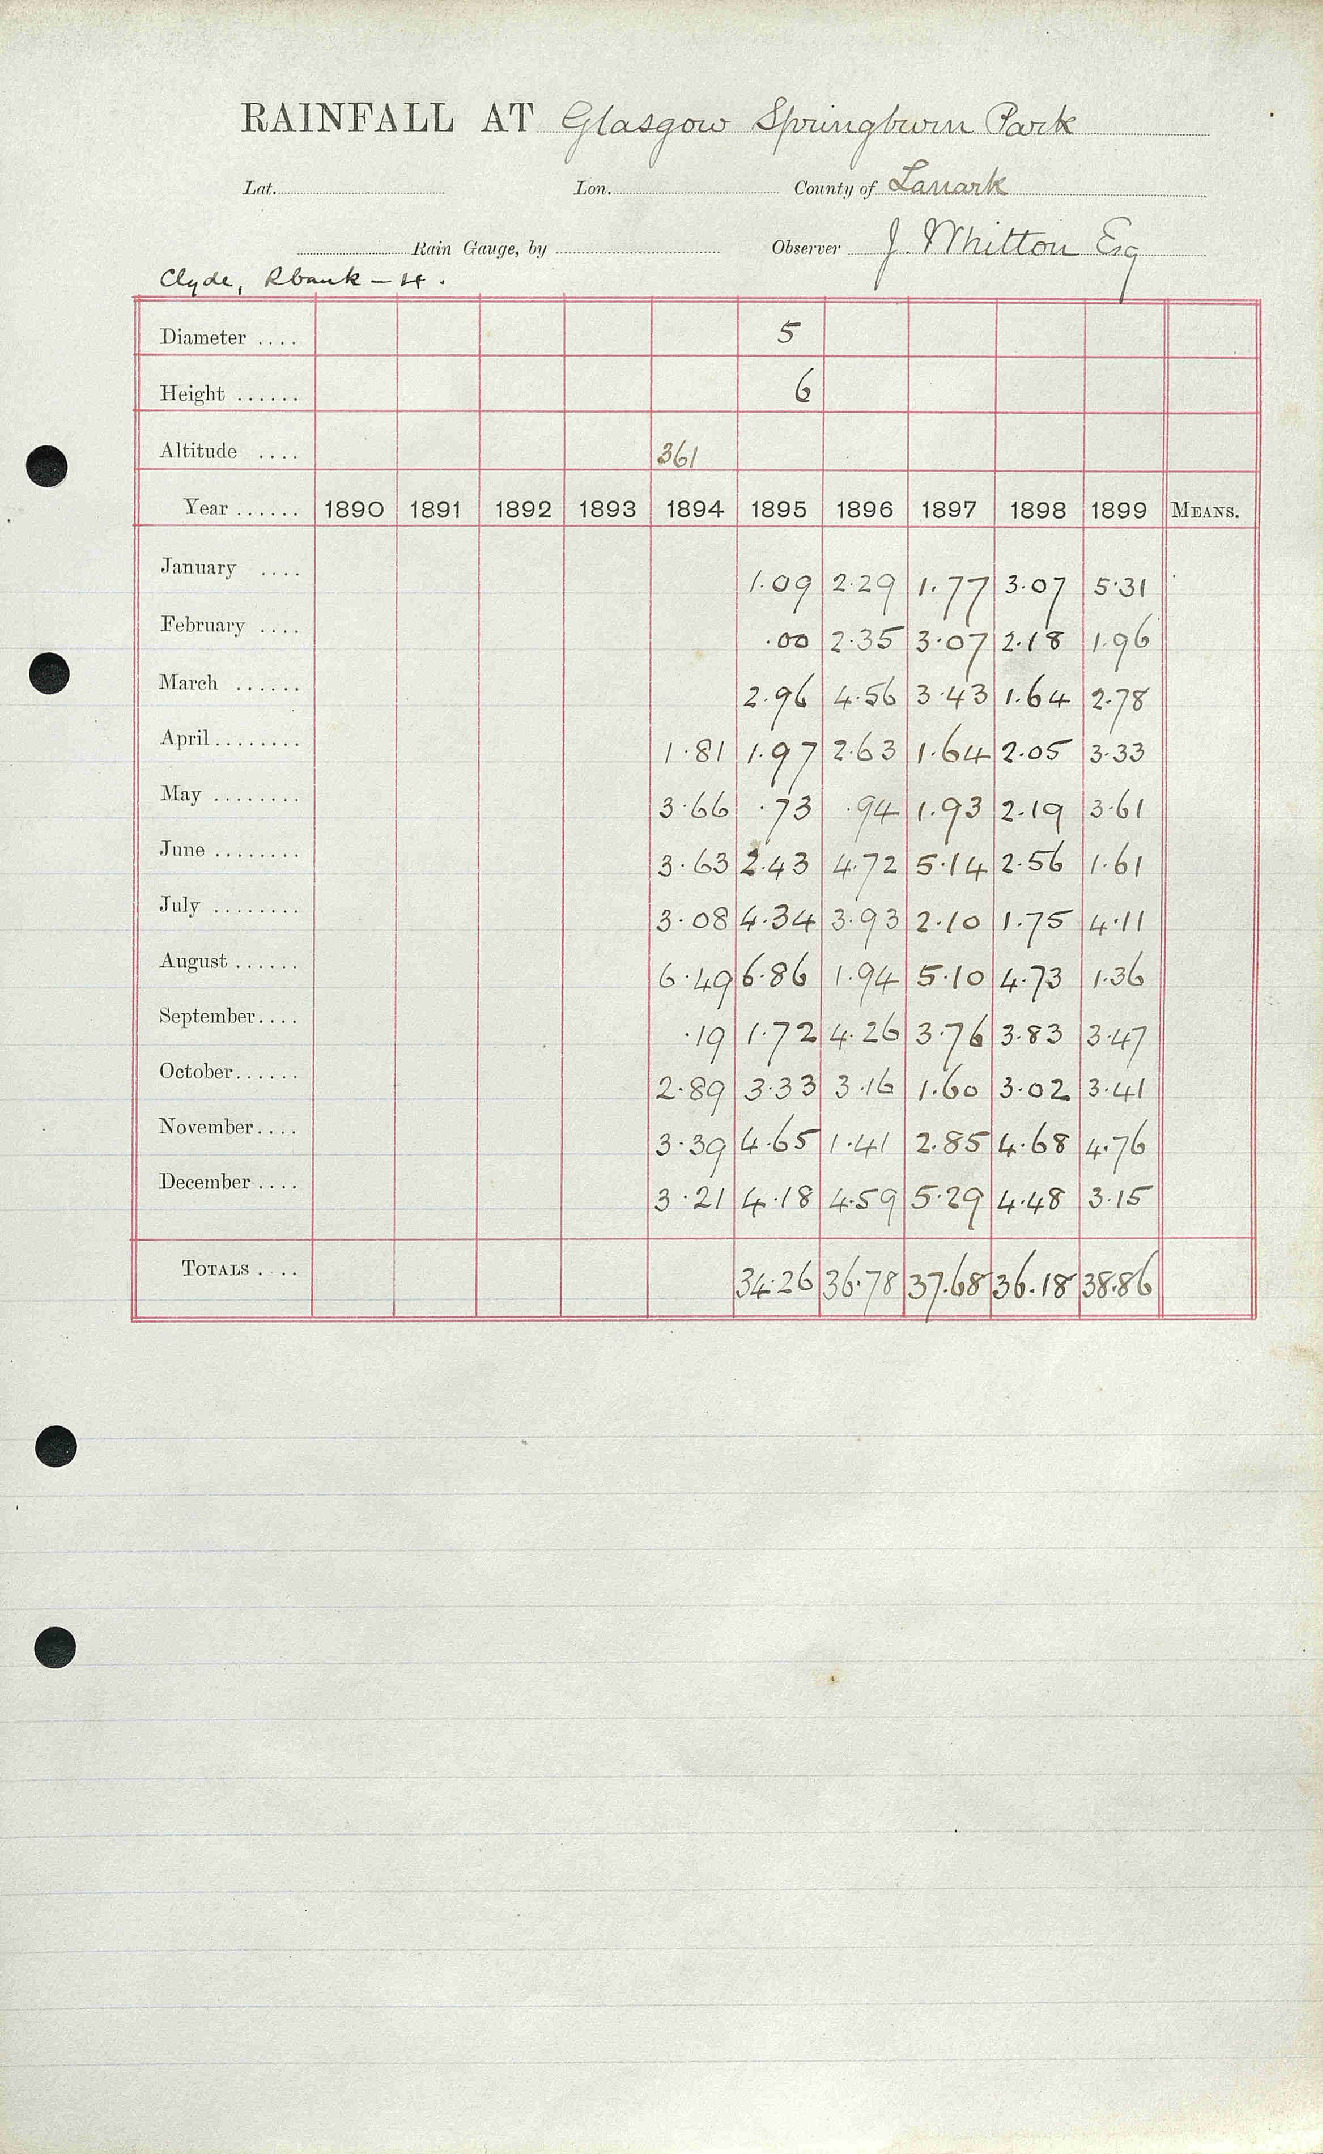 RAINFALL AT Glasgow Springburn Park
Lat. Lon. County of Lanark
Rain Gauge, by Observer J. Whitton Esq
Clyde, Rbank - 4.
Diameter .... 5
Height ...... 6
Altitude .... 361
Year ...... 1890 1891 1892 1893 1894 1895 1896 1897 1898 1899 MEANS.
January .... 1.09 2.29 1.77 3.07 5.31
February .... .00 2.35 3.07 2.18 1.96
March ...... 2.96 4.56 3.43 1.64 2.78
April........ 1.81 1.97 2.63 1.64 2.05 3.33
May ........ 3.66 .73 .94 1.93 2.19 3.61
June ........ 3.63 2.43 4.72 5.14 2.56 1.61
July ........ 3.08 4.34 3.93 2.10 1.75 4.11
August ...... 6.49 6.86 1.94 5.10 4.73 1.36
September.... .19 1.72 4.26 3.76 3.83 3.47
October...... 2.89 3.33 3.16 1.60 3.02 3.41
November.... 3.39 4.65 1.41 2.85 4.68 4.76
December .... 3.21 4.18 4.59 5.29 4.48 3.15
TOTALS .... 34.26 36.78 37.68 36.18 38.86